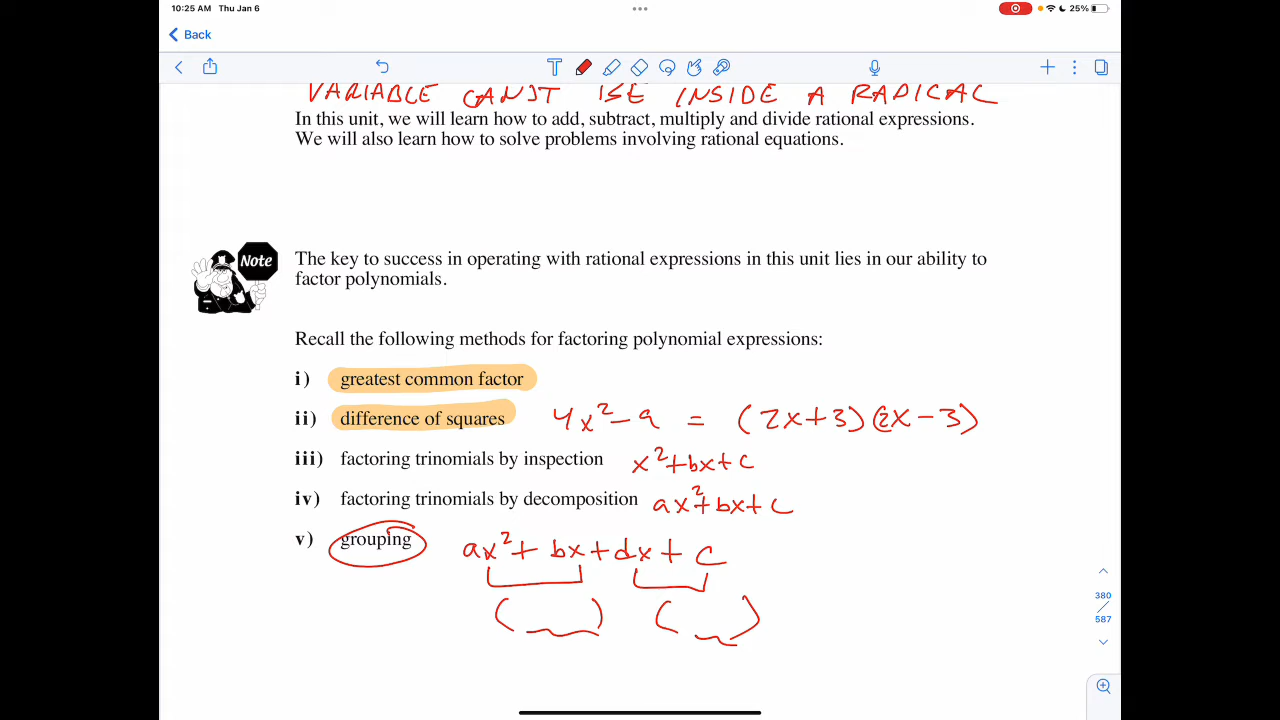 10:25 AM Thu Jan 6
25%
Back
VARIABLE CAN'T BE INSIDE A RADICAL
In this unit, we will learn how to add, subtract, multiply and divide rational expressions.
We will also learn how to solve problems involving rational equations.
Note
The key to success in operating with rational expressions in this unit lies in our ability to
factor polynomials.
Recall the following methods for factoring polynomial expressions:
i) greatest common factor
ii) difference of squares 4x²-9 = (2x+3)(2x-3)
iii) factoring trinomials by inspection x²+bx+c
iv) factoring trinomials by decomposition ax²+bx+c
v) grouping ax²+bx+dx+c
( ) ( )
380
/
587